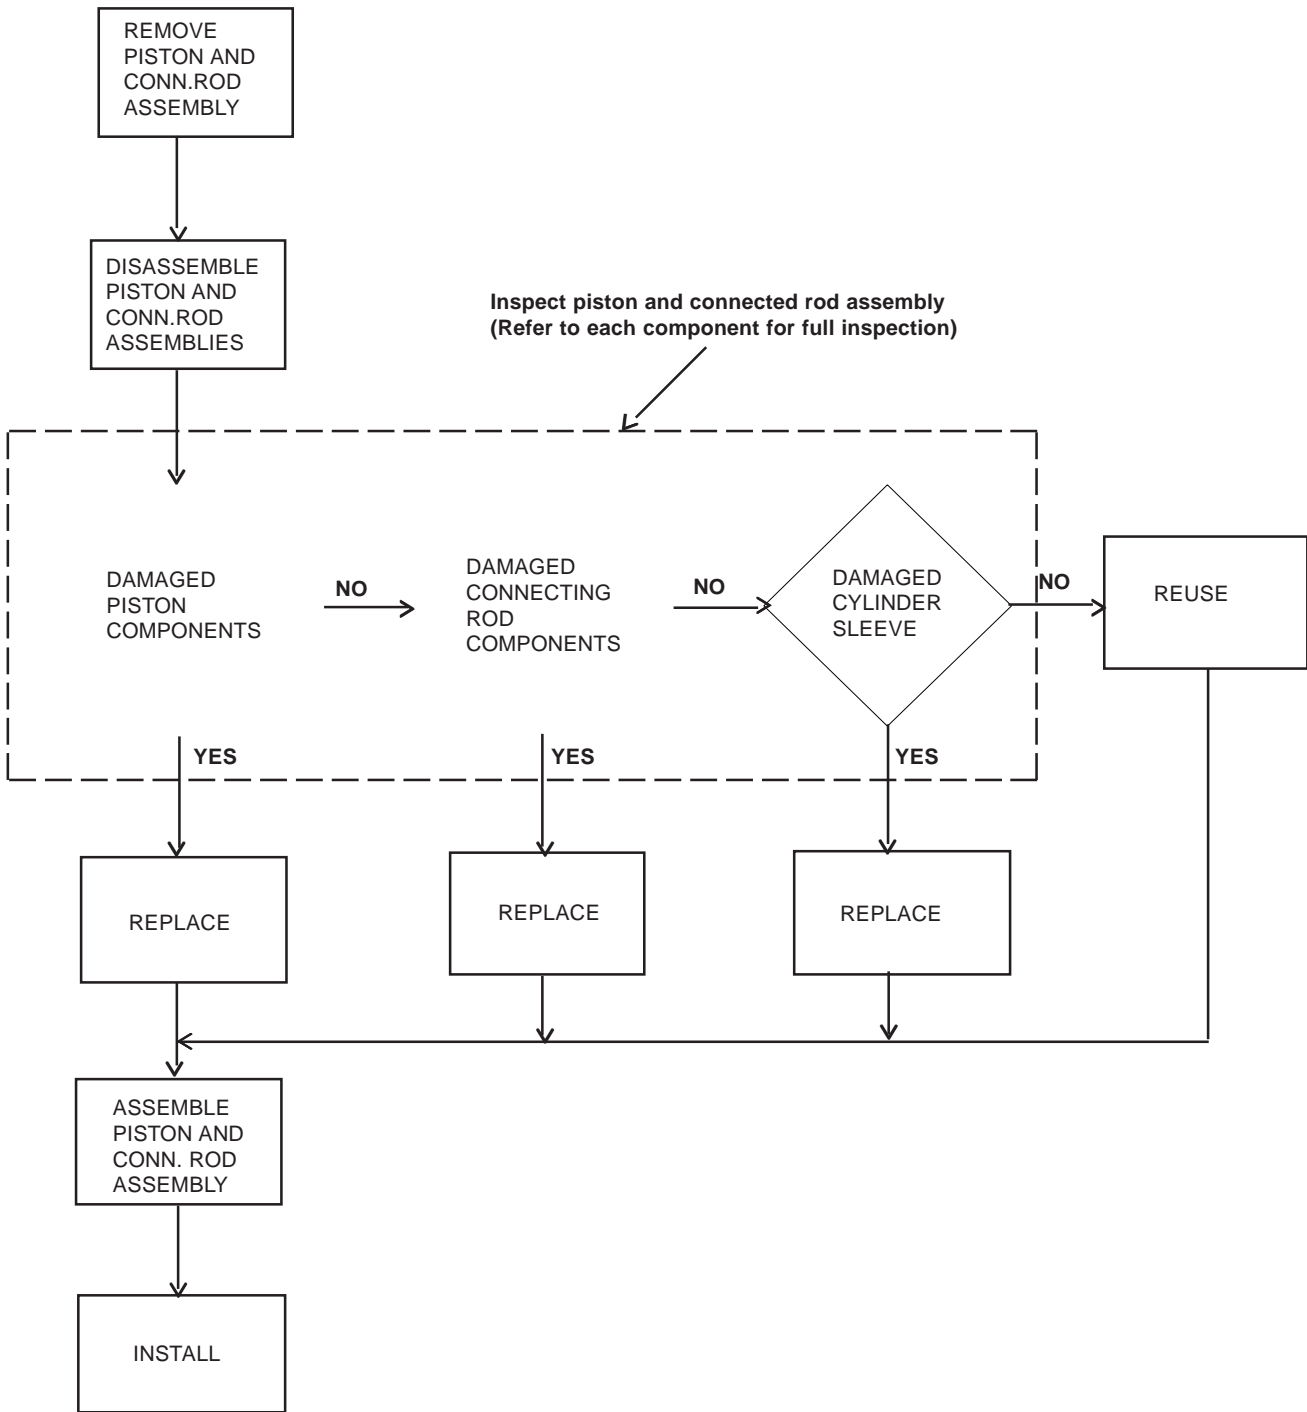 REMOVE
PISTON AND
CONN.ROD
ASSEMBLY
DISASSEMBLE
PISTON AND
CONN.ROD
ASSEMBLIES
Inspect piston and connected rod assembly
(Refer to each component for full inspection)
DAMAGED
PISTON
COMPONENTS
NO
DAMAGED
CONNECTING
ROD
COMPONENTS
NO
DAMAGED
CYLINDER
SLEEVE
NO
REUSE
YES
YES
YES
REPLACE
REPLACE
REPLACE
ASSEMBLE
PISTON AND
CONN. ROD
ASSEMBLY
INSTALL